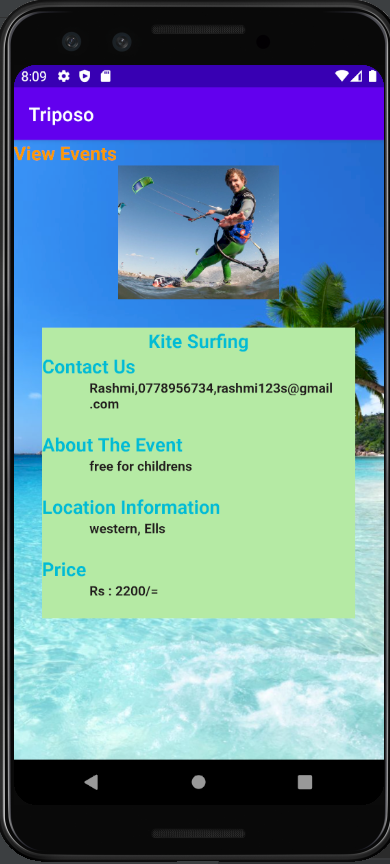 8:09
Triposo
View Events
Kite Surfing
Contact Us
Rashmi,0778956734,rashmi123s@gmail
.com
About The Event
free for childrens
Location Information
western, Ells
Price
Rs : 2200/=